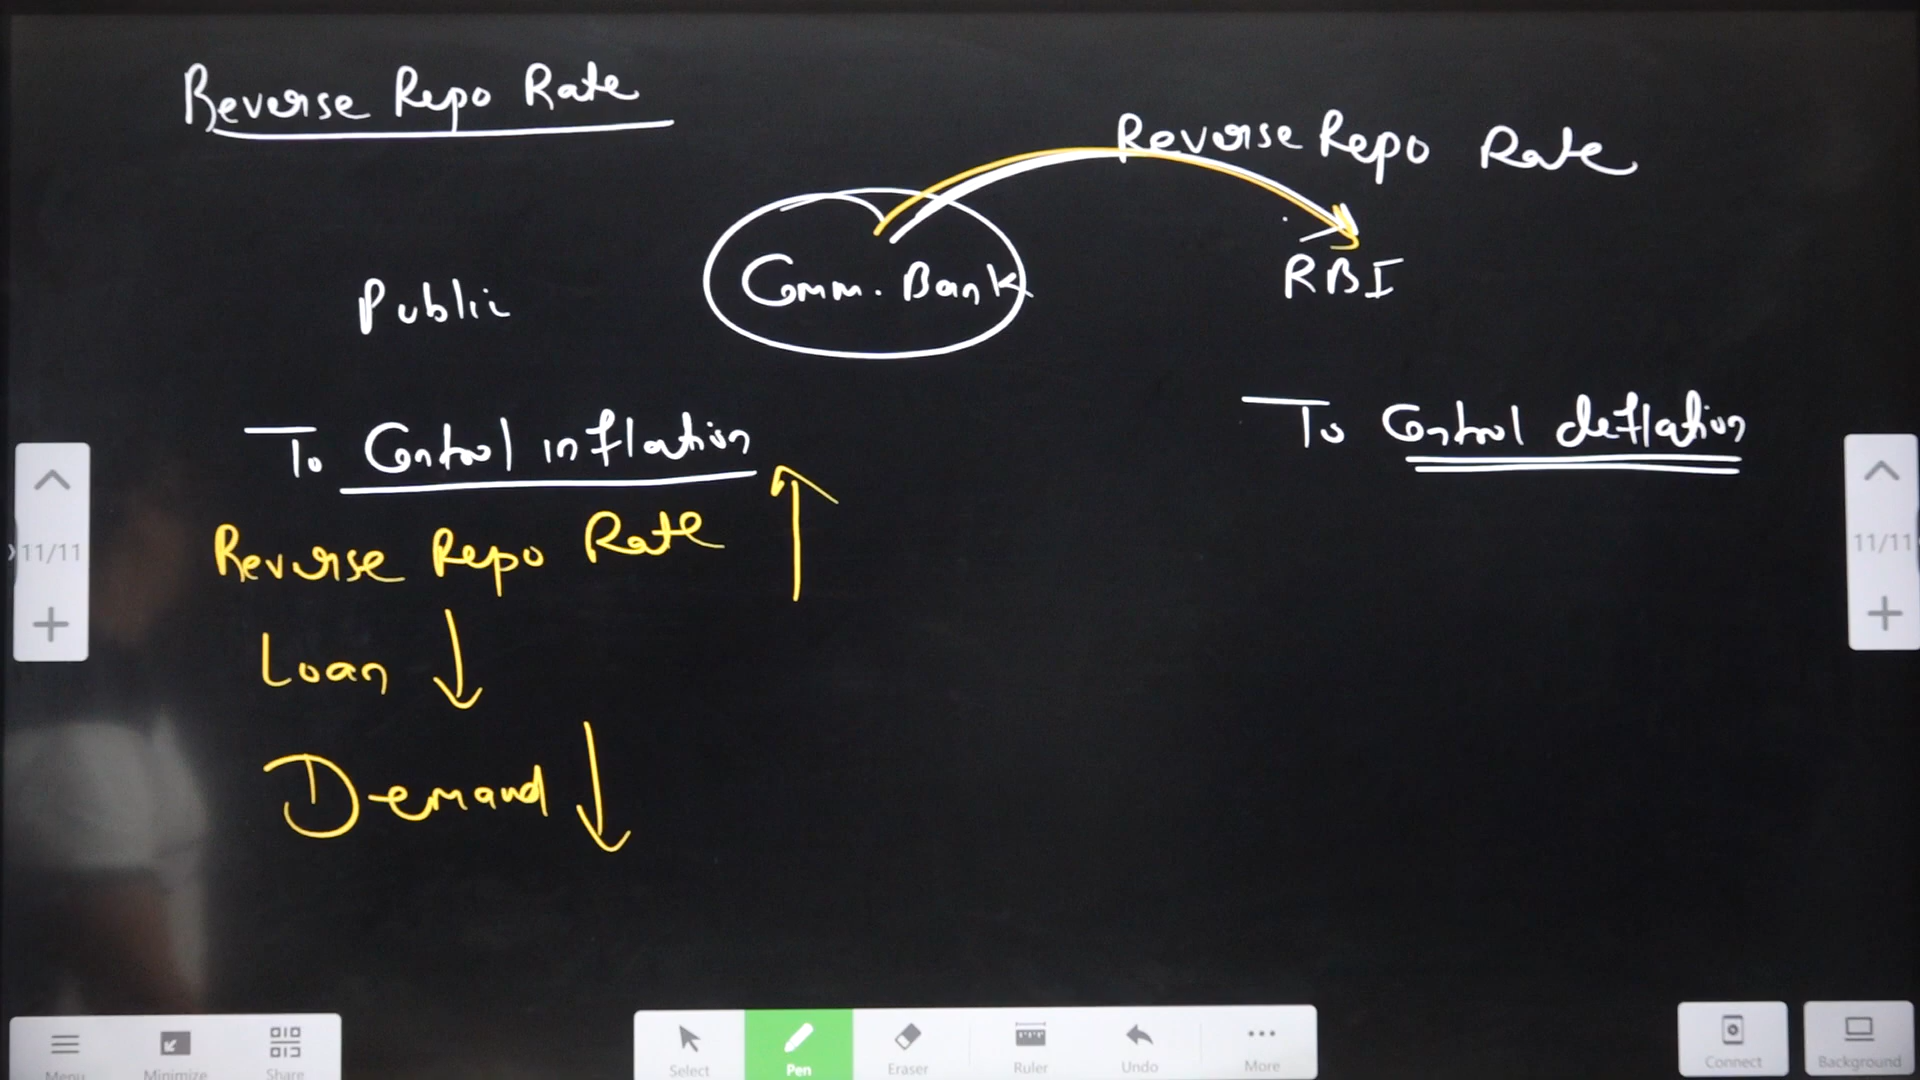 Reverse Repo Rate
Reverse Repo Rate
Public
Comm. Bank
RBI
To Control inflation
To Control deflation
Reverse Repo Rate ↑
Loan ↓
Demand ↓
11/11
11/11
Menu
Minimize
Share
Select
Pen
Eraser
Ruler
Undo
More
Connect
Background